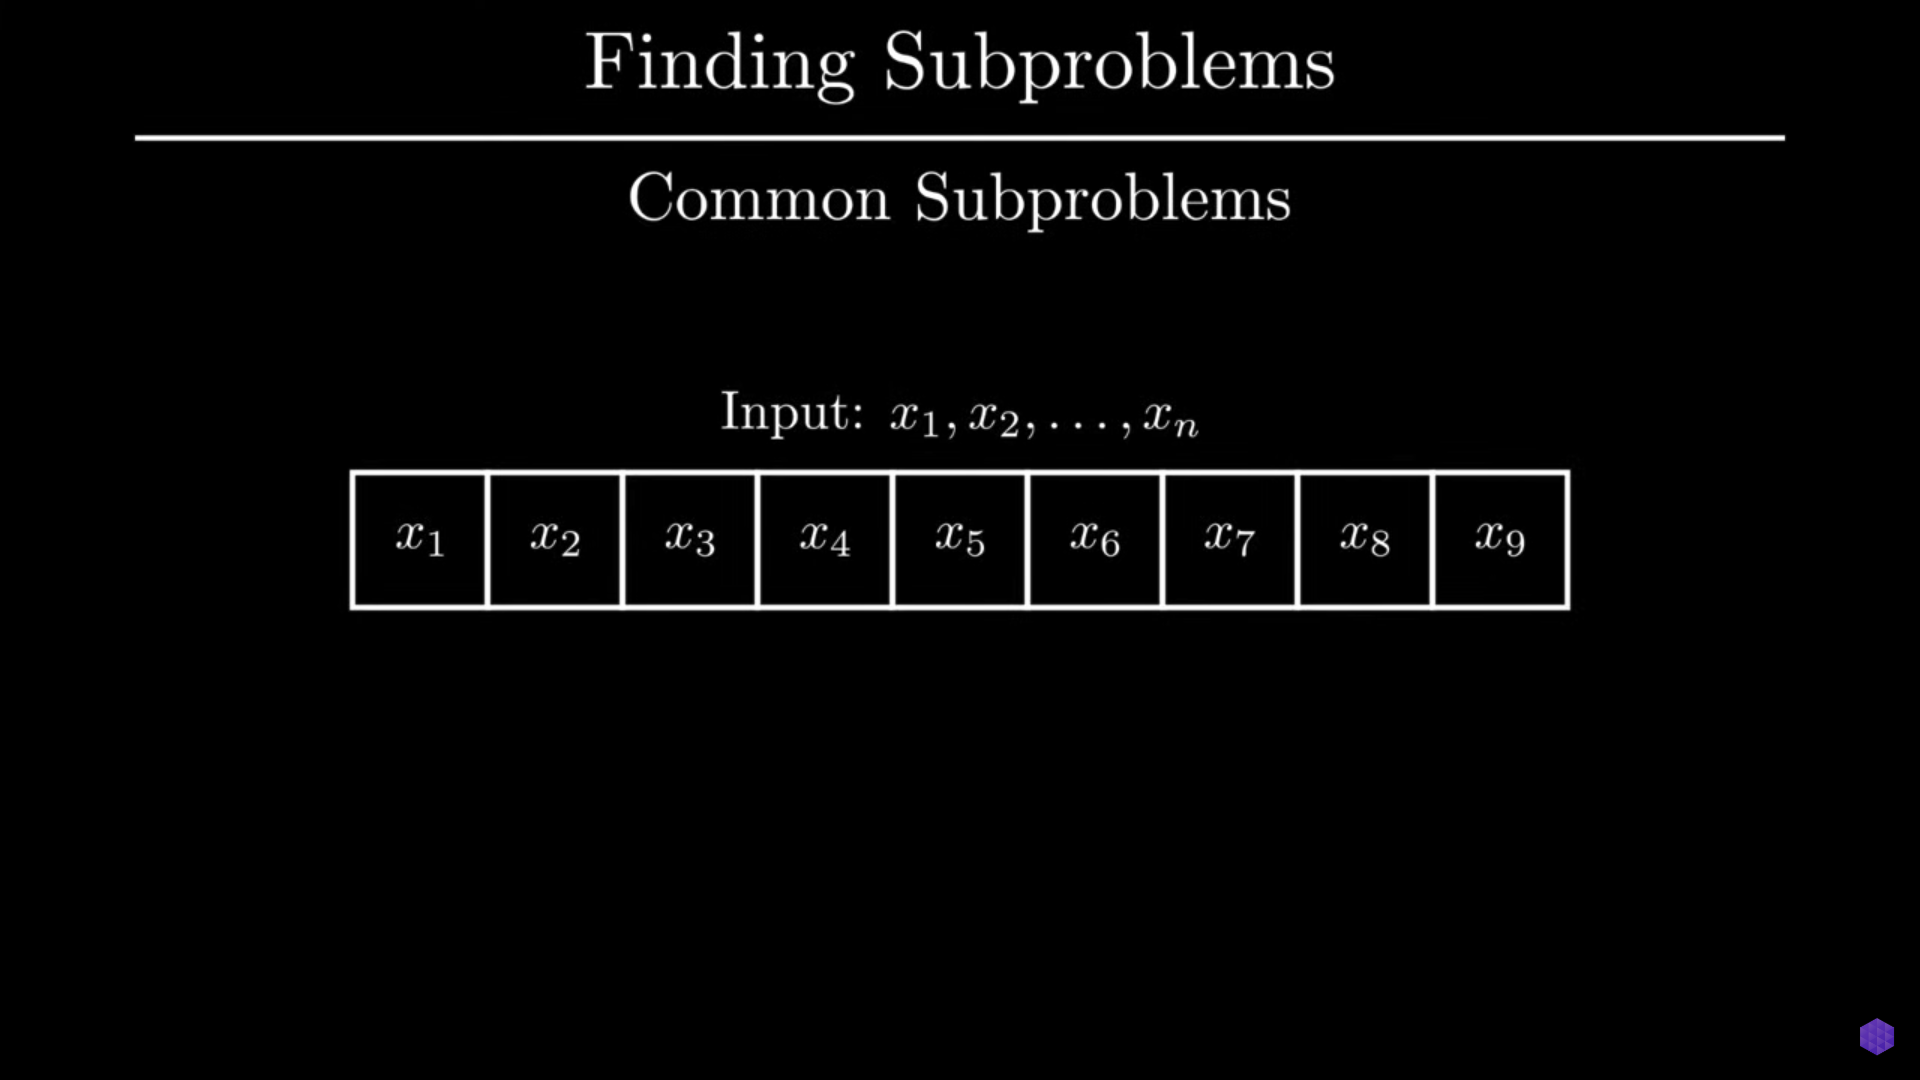 Finding Subproblems
Common Subproblems
Input: $x_1, x_2, \ldots, x_n$
$x_1$ $x_2$ $x_3$ $x_4$ $x_5$ $x_6$ $x_7$ $x_8$ $x_9$